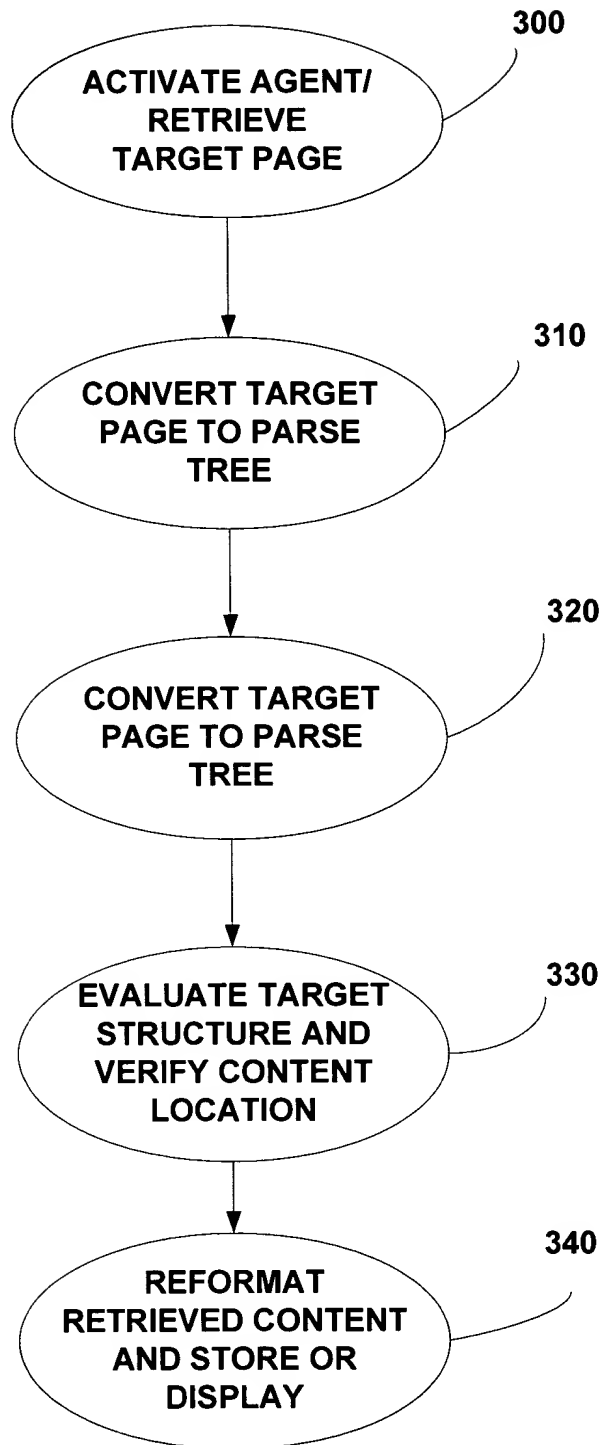 300
ACTIVATE AGENT/
RETRIEVE
TARGET PAGE
310
CONVERT TARGET
PAGE TO PARSE
TREE
320
CONVERT TARGET
PAGE TO PARSE
TREE
330
EVALUATE TARGET
STRUCTURE AND
VERIFY CONTENT
LOCATION
340
REFORMAT
RETRIEVED CONTENT
AND STORE OR
DISPLAY